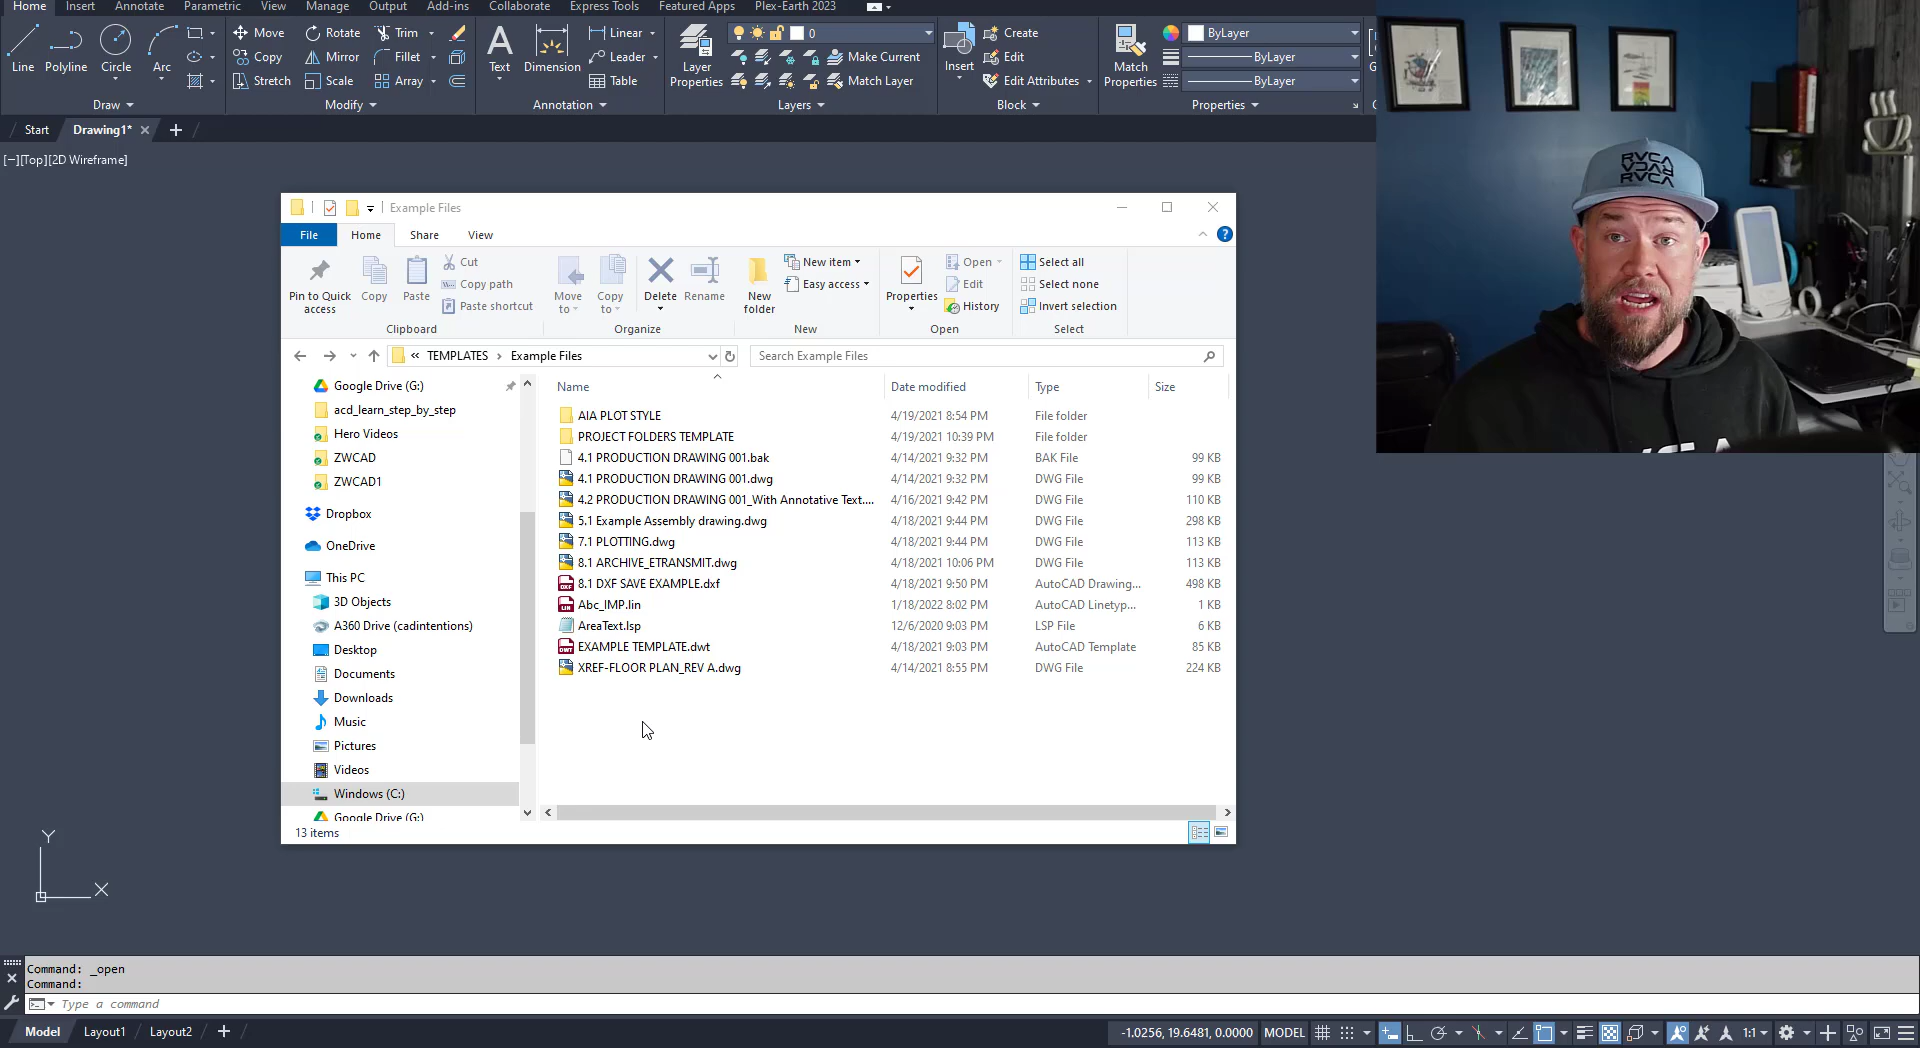 Home Insert Annotate Parametric View Manage Output Add-ins Collaborate Express Tools Featured Apps Plex-Earth 2023
Line Polyline Circle Arc
Move Rotate Trim
Copy Mirror Fillet
Stretch Scale Array
Text Dimension
Linear
Leader
Table
Layer Properties
0
Make Current
Match Layer
Insert
Create
Edit
Edit Attributes
Match Properties
ByLayer
ByLayer
ByLayer
Draw Modify Annotation Layers Block Properties
Start Drawing1* 
[−][Top][2D Wireframe]
RVCA
RVCA
RVCA
Example Files
File Home Share View
Pin to Quick access
Copy
Paste
Cut
Copy path
Paste shortcut
Clipboard
Move to
Copy to
Delete
Rename
Organize
New folder
New item
Easy access
New
Properties
Open
Edit
History
Open
Select all
Select none
Invert selection
Select
« TEMPLATES › Example Files
Search Example Files
Google Drive (G:)
acd_learn_step_by_step
Hero Videos
ZWCAD
ZWCAD1
Dropbox
OneDrive
This PC
3D Objects
A360 Drive (cadintentions)
Desktop
Documents
Downloads
Music
Pictures
Videos
Windows (C:)
Google Drive (G:)
Name Date modified Type Size
AIA PLOT STYLE 4/19/2021 8:54 PM File folder
PROJECT FOLDERS TEMPLATE 4/19/2021 10:39 PM File folder
4.1 PRODUCTION DRAWING 001.bak 4/14/2021 9:32 PM BAK File 99 KB
4.1 PRODUCTION DRAWING 001.dwg 4/14/2021 9:32 PM DWG File 99 KB
4.2 PRODUCTION DRAWING 001_With Annotative Text.... 4/16/2021 9:42 PM DWG File 110 KB
5.1 Example Assembly drawing.dwg 4/18/2021 9:44 PM DWG File 298 KB
7.1 PLOTTING.dwg 4/18/2021 9:44 PM DWG File 113 KB
8.1 ARCHIVE_ETRANSMIT.dwg 4/18/2021 10:06 PM DWG File 113 KB
8.1 DXF SAVE EXAMPLE.dxf 4/18/2021 9:50 PM AutoCAD Drawing... 498 KB
Abc_IMP.lin 1/18/2022 8:02 PM AutoCAD Linetyp... 1 KB
AreaText.lsp 12/6/2020 9:03 PM LSP File 6 KB
EXAMPLE TEMPLATE.dwt 4/18/2021 9:03 PM AutoCAD Template 85 KB
XREF-FLOOR PLAN_REV A.dwg 4/14/2021 8:55 PM DWG File 224 KB
13 items
Y
X
Command: _open
Command:
Type a command
Model Layout1 Layout2
-1.0256, 19.6481, 0.0000 MODEL 1:1